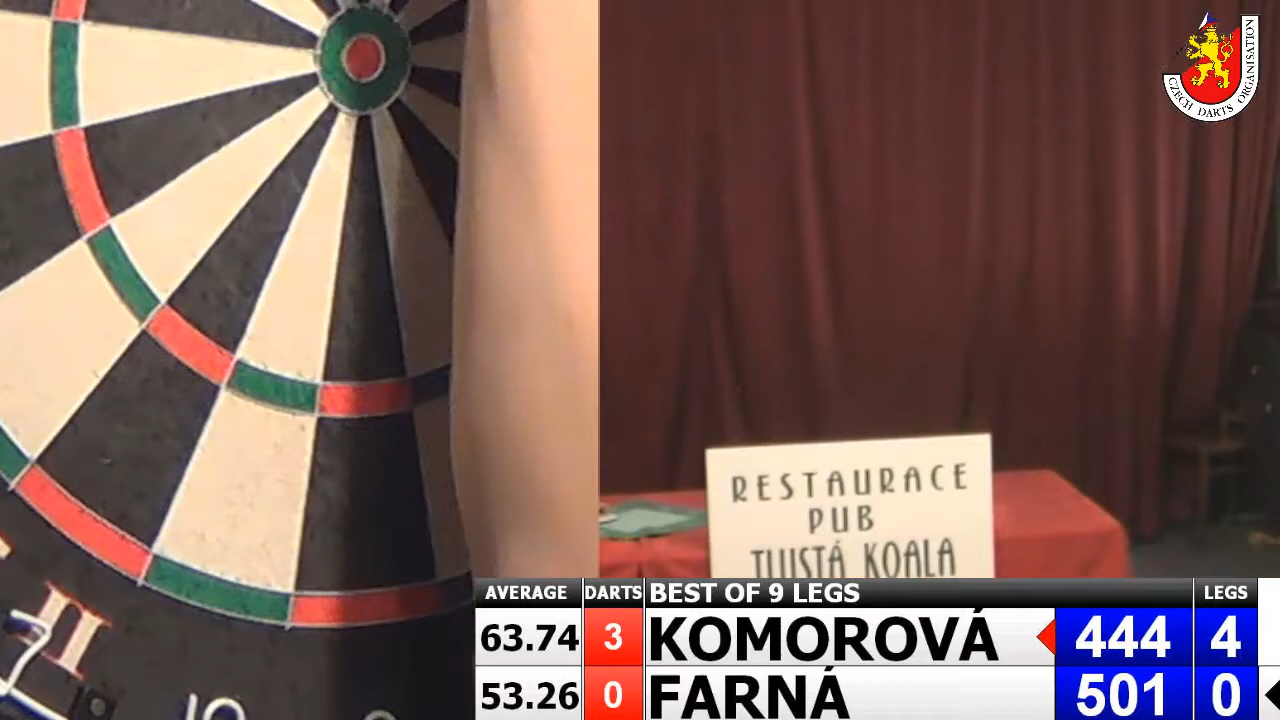 CZECH DARTS ORGANISATION
RESTAURACE
PUB
TLUSTÁ KOALA
AVERAGE DARTS BEST OF 9 LEGS LEGS
63.74 3 KOMOROVÁ 444 4
53.26 0 FARNÁ 501 0